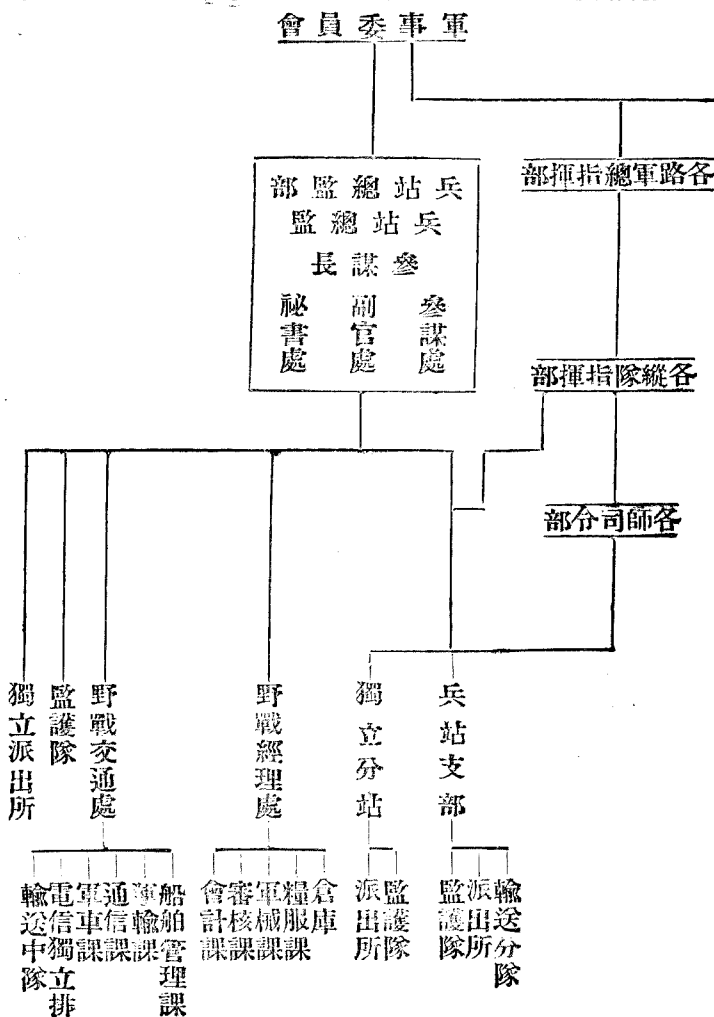 軍事委員會
各路軍總指揮部
兵站總監部
兵站總監
參謀長
參謀處
副官處
祕書處
各縱隊指揮部
各師司令部
兵站支部
獨立分站
野戰經理處
野戰交通處
監護隊
獨立派出所
輸送分隊
派出所
監護隊
監護隊
派出所
倉庫
糧服課
軍械課
審核課
會計課
船舶管理課
運輸課
通信課
軍車課
電信獨立排
輸送中隊